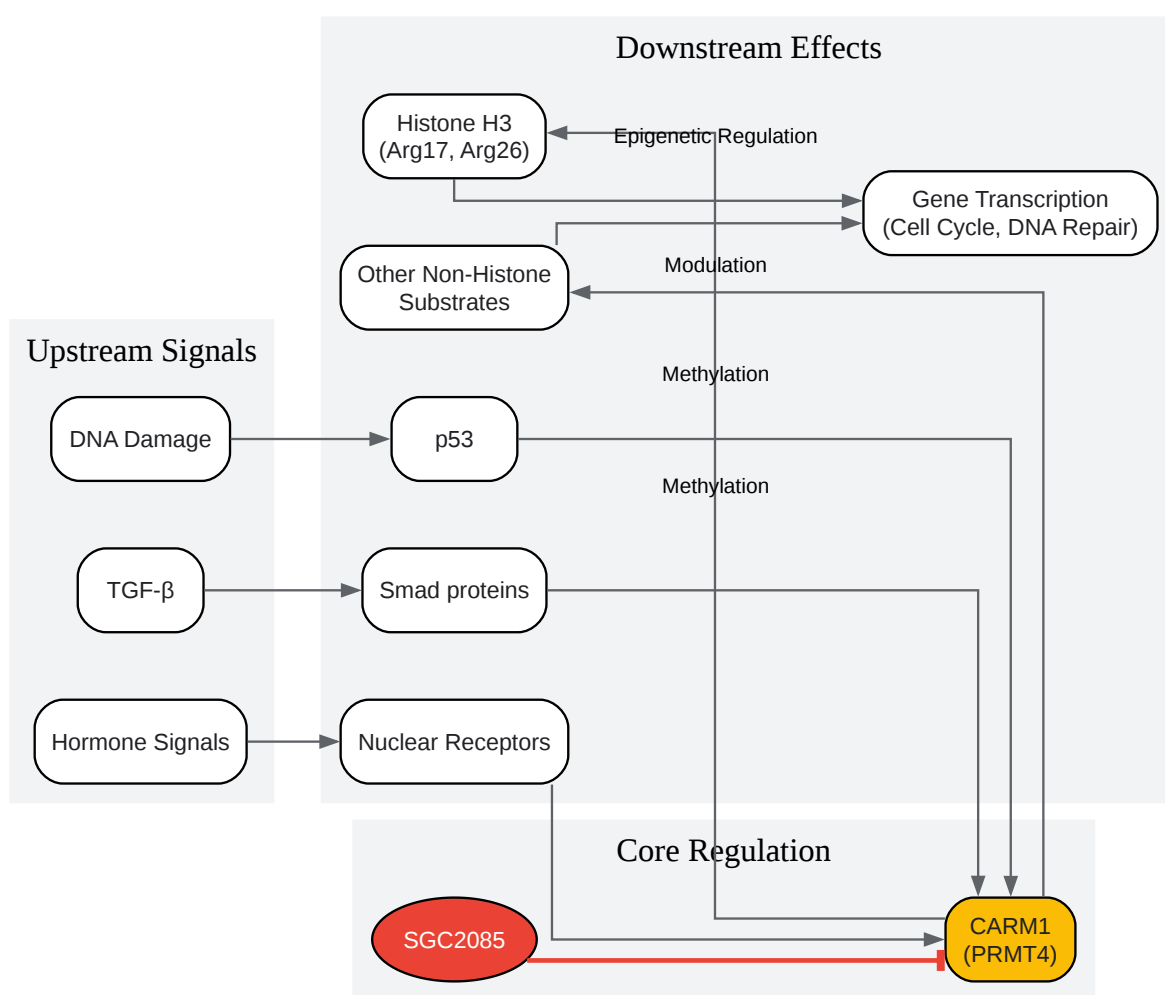 Downstream Effects
Histone H3
(Arg17, Arg26)
Epigenetic Regulation
Gene Transcription
(Cell Cycle, DNA Repair)
Other Non-Histone
Substrates
Modulation
Upstream Signals
Methylation
DNA Damage
p53
Methylation
TGF-β
Smad proteins
Hormone Signals
Nuclear Receptors
Core Regulation
SGC2085
CARM1
(PRMT4)